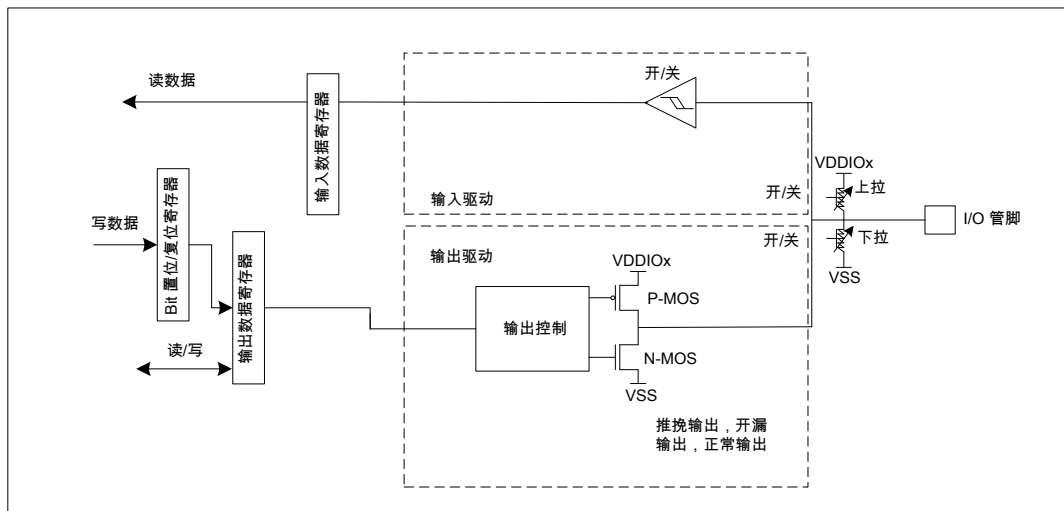 读数据
输入数据寄存器
开/关
输入驱动
开/关
VDDIOx
上拉
I/O 管脚
下拉
VSS
写数据
Bit 置位/复位寄存器
输出数据寄存器
读/写
输出驱动
开/关
VDDIOx
P-MOS
输出控制
N-MOS
VSS
推挽输出，开漏
输出，正常输出